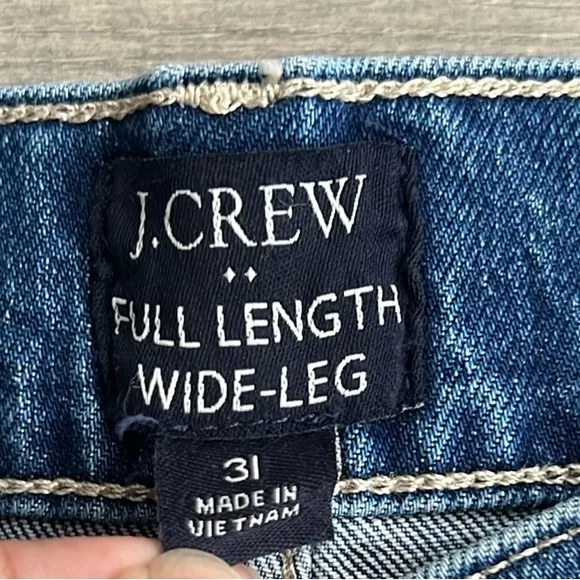 J.CREW
FULL LENGTH
WIDE-LEG
31
MADE IN
VIETNAM